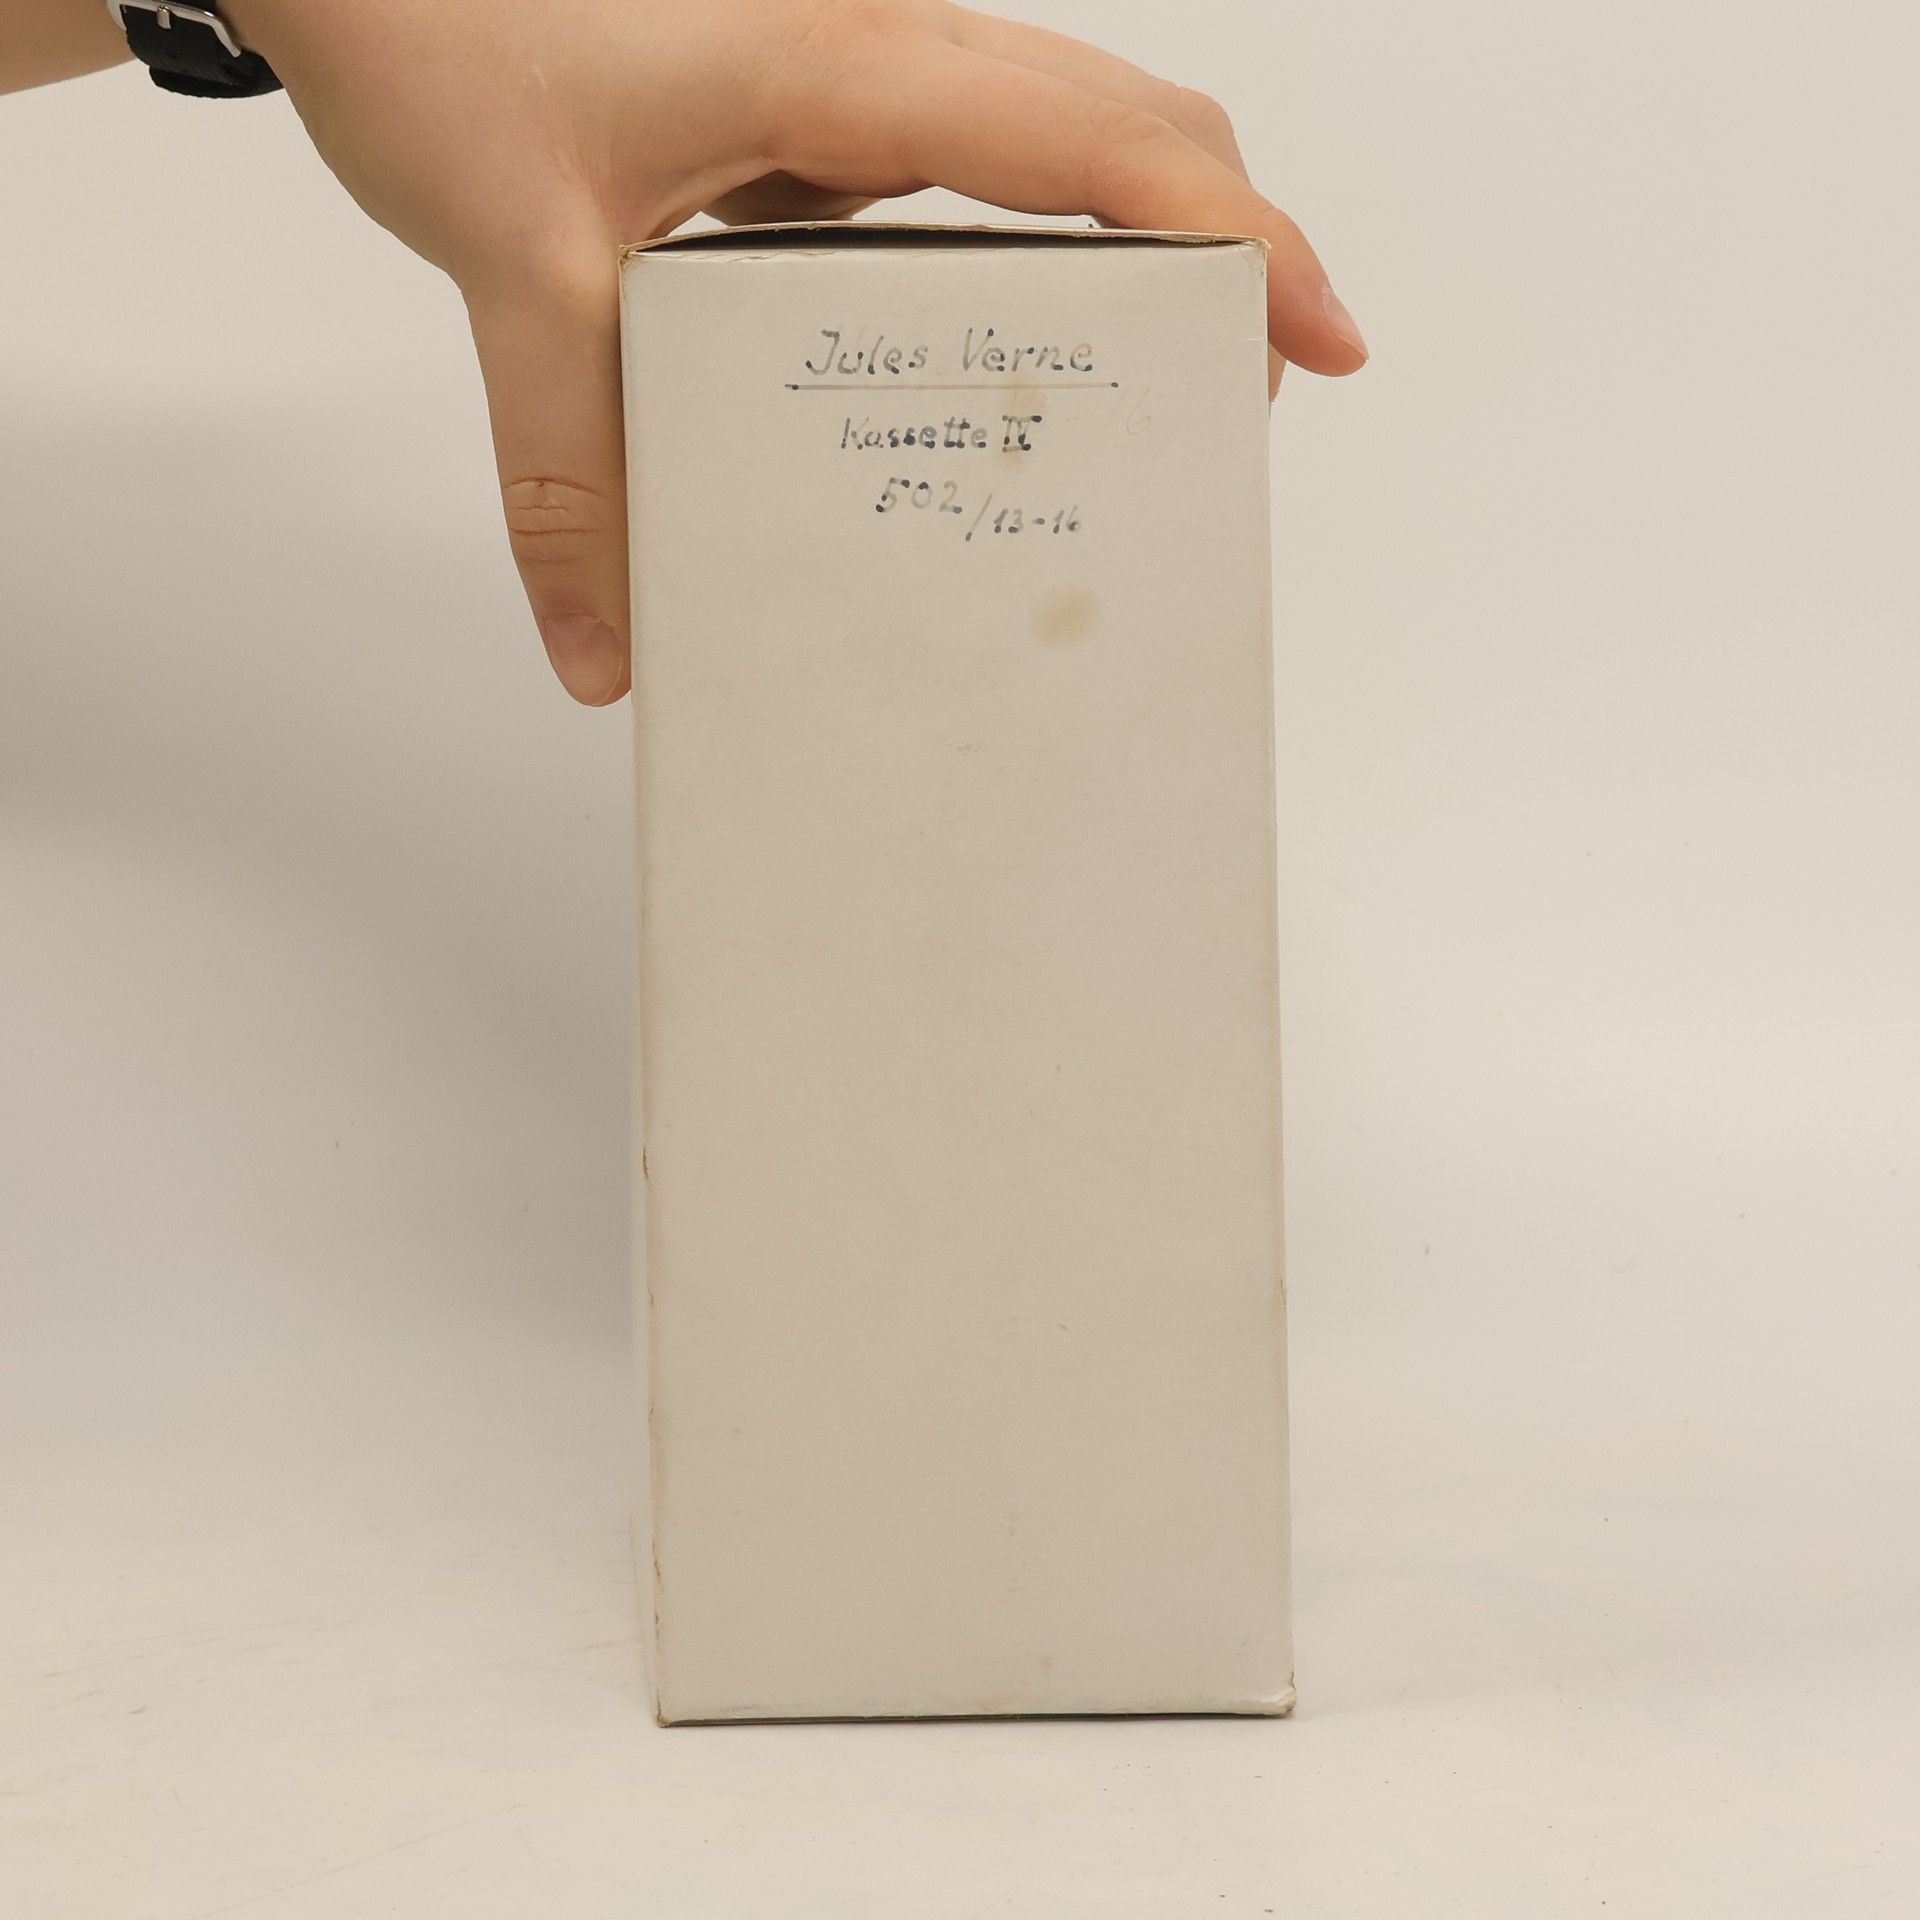 Jules Verne
Kassette IV
502/13-16